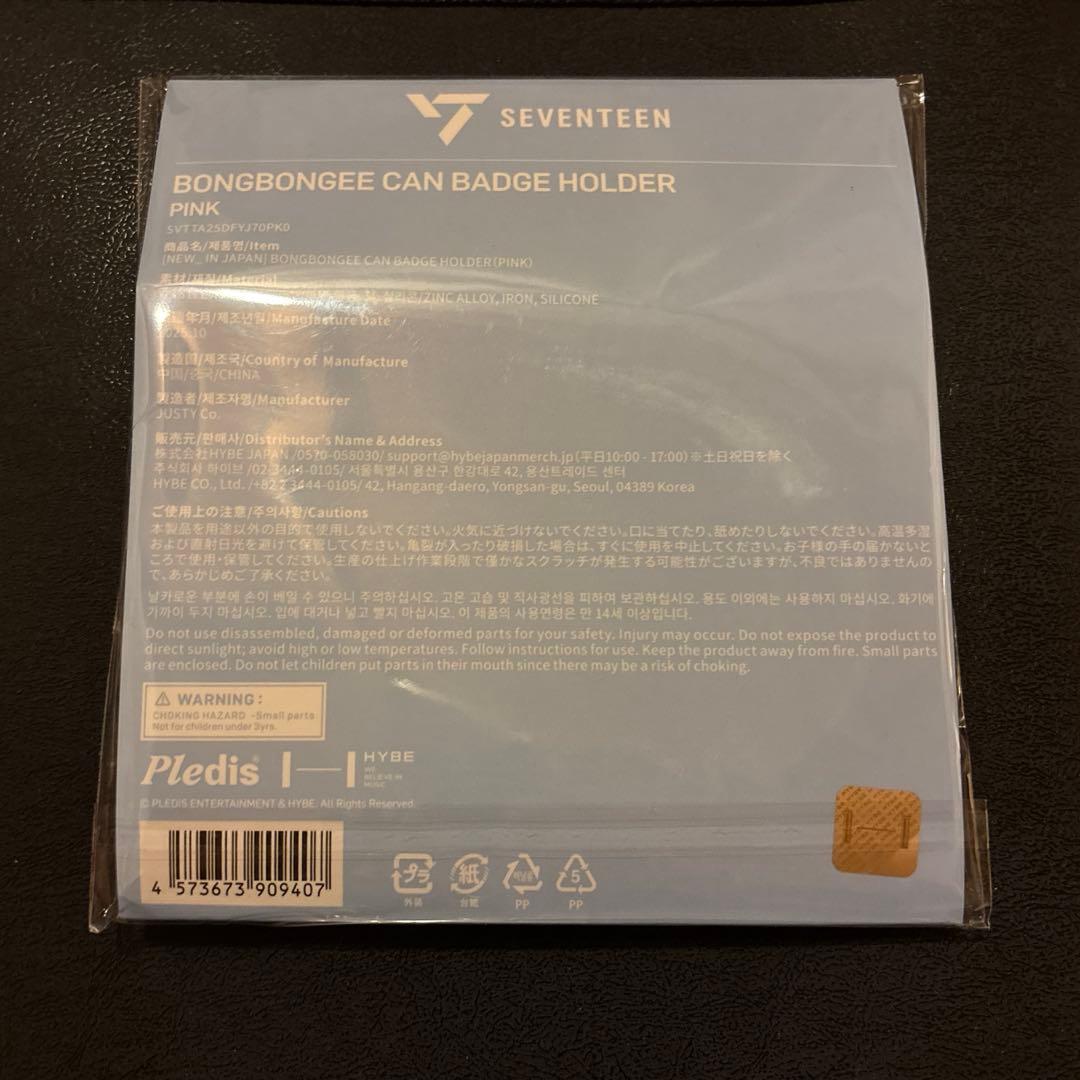 SEVENTEEN
BONGBONGEE CAN BADGE HOLDER
PINK
SVTTA25DFYJ70PK0
商品名/제품명/Item
[NEW_ IN JAPAN] BONGBONGEE CAN BADGE HOLDER(PINK)
素材/재질/Material
실리콘/ZINC ALLOY, IRON, SILICONE
年月/제조년월/Manufacture Date
製造国/제조국/Country of Manufacture
中国/중국/CHINA
製造者/제조자명/Manufacturer
JUSTY Co.
販売元/판매사/Distributor's Name & Address
株式会社HYBE JAPAN /0570-058030/ support@hybejapanmerch.jp(平日10:00 - 17:00)※土日祝日を除く
주식회사 하이브 /02-3444-0105/ 서울특별시 용산구 한강대로 42, 용산트레이드 센터
HYBE CO., Ltd. /+82 2 3444-0105/ 42, Hangang-daero, Yongsan-gu, Seoul, 04389 Korea
ご使用上の注意/주의사항/Cautions
本製品を用途以外の目的で使用しないでください。火気に近づけないでください。口に当てたり、舐めたりしないでください。高温多湿
および直射日光を避けて保管してください。亀裂が入ったり破損した場合は、すぐに使用を中止してください。お子様の手の届かないと
ころで使用・保管してください。生産の仕上げ作業段階で僅かなスクラッチが発生する可能性がございますが、不良ではありませんの
で、あらかじめご了承ください。
날카로운 부분에 손이 베일 수 있으니 주의하십시오. 고온 고습 및 직사광선을 피하여 보관하십시오. 용도 이외에는 사용하지 마십시오. 화기에
가까이 두지 마십시오. 입에 대거나 넣고 빨지 마십시오. 이 제품의 사용연령은 만 14세 이상입니다.
Do not use disassembled, damaged or deformed parts for your safety. Injury may occur. Do not expose the product to
direct sunlight; avoid high or low temperatures. Follow instructions for use. Keep the product away from fire. Small parts
are enclosed. Do not let children put parts in their mouth since there may be a risk of choking.
WARNING :
CHOKING HAZARD -Small parts
Not for children under 3yrs.
Pledis®
HYBE
WE
BELIEVE IN
MUSIC
© PLEDIS ENTERTAINMENT & HYBE. All Rights Reserved.
4 573673 909407
プラ
外装
紙
台紙
PP
5
PP